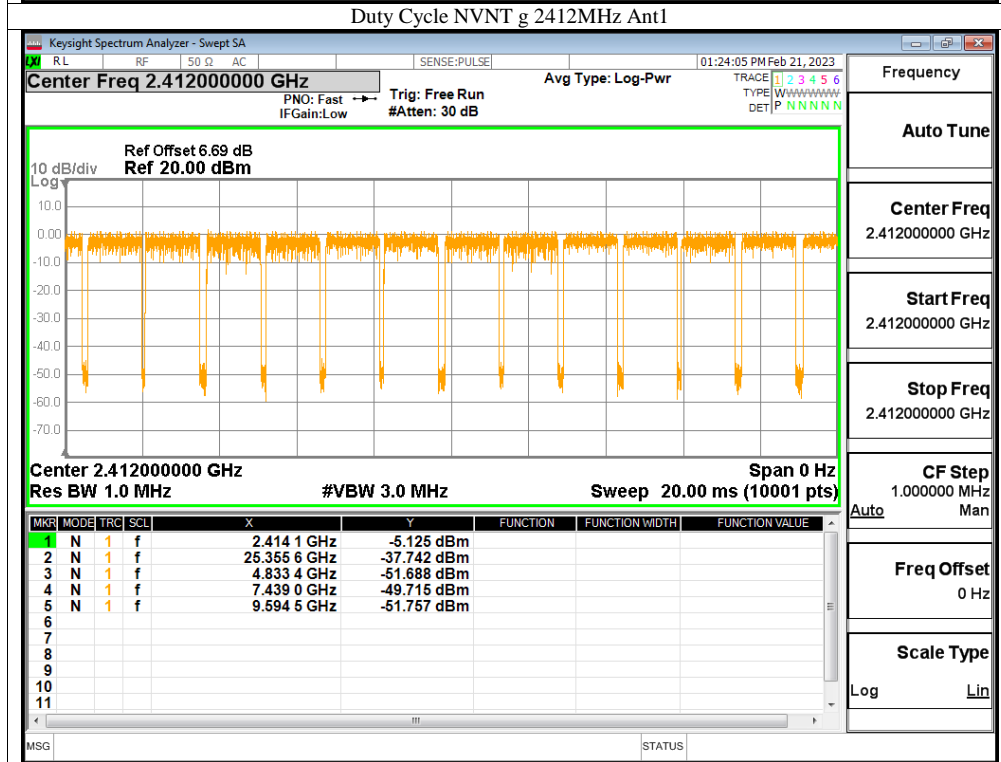 Duty Cycle NVNT g 2412MHz Ant1
Keysight Spectrum Analyzer - Swept SA
LXI RL RF 50 Ω AC SENSE:PULSE 01:24:05 PM Feb 21, 2023
Center Freq 2.412000000 GHz Avg Type: Log-Pwr TRACE 1 2 3 4 5 6
PNO: Fast Trig: Free Run TYPE WWWWWWW
IFGain:Low #Atten: 30 dB DET P N N N N N
Ref Offset 6.69 dB
10 dB/div Ref 20.00 dBm
Log
10.0
0.00
-10.0
-20.0
-30.0
-40.0
-50.0
-60.0
-70.0
Center 2.412000000 GHz Span 0 Hz
Res BW 1.0 MHz #VBW 3.0 MHz Sweep 20.00 ms (10001 pts)
MKR MODE TRC SCL X Y FUNCTION FUNCTION WIDTH FUNCTION VALUE
1 N 1 f 2.414 1 GHz -5.125 dBm
2 N 1 f 25.355 6 GHz -37.742 dBm
3 N 1 f 4.833 4 GHz -51.688 dBm
4 N 1 f 7.439 0 GHz -49.715 dBm
5 N 1 f 9.594 5 GHz -51.757 dBm
6
7
8
9
10
11
MSG STATUS
Frequency
Auto Tune
Center Freq
2.412000000 GHz
Start Freq
2.412000000 GHz
Stop Freq
2.412000000 GHz
CF Step
1.000000 MHz
Auto Man
Freq Offset
0 Hz
Scale Type
Log Lin